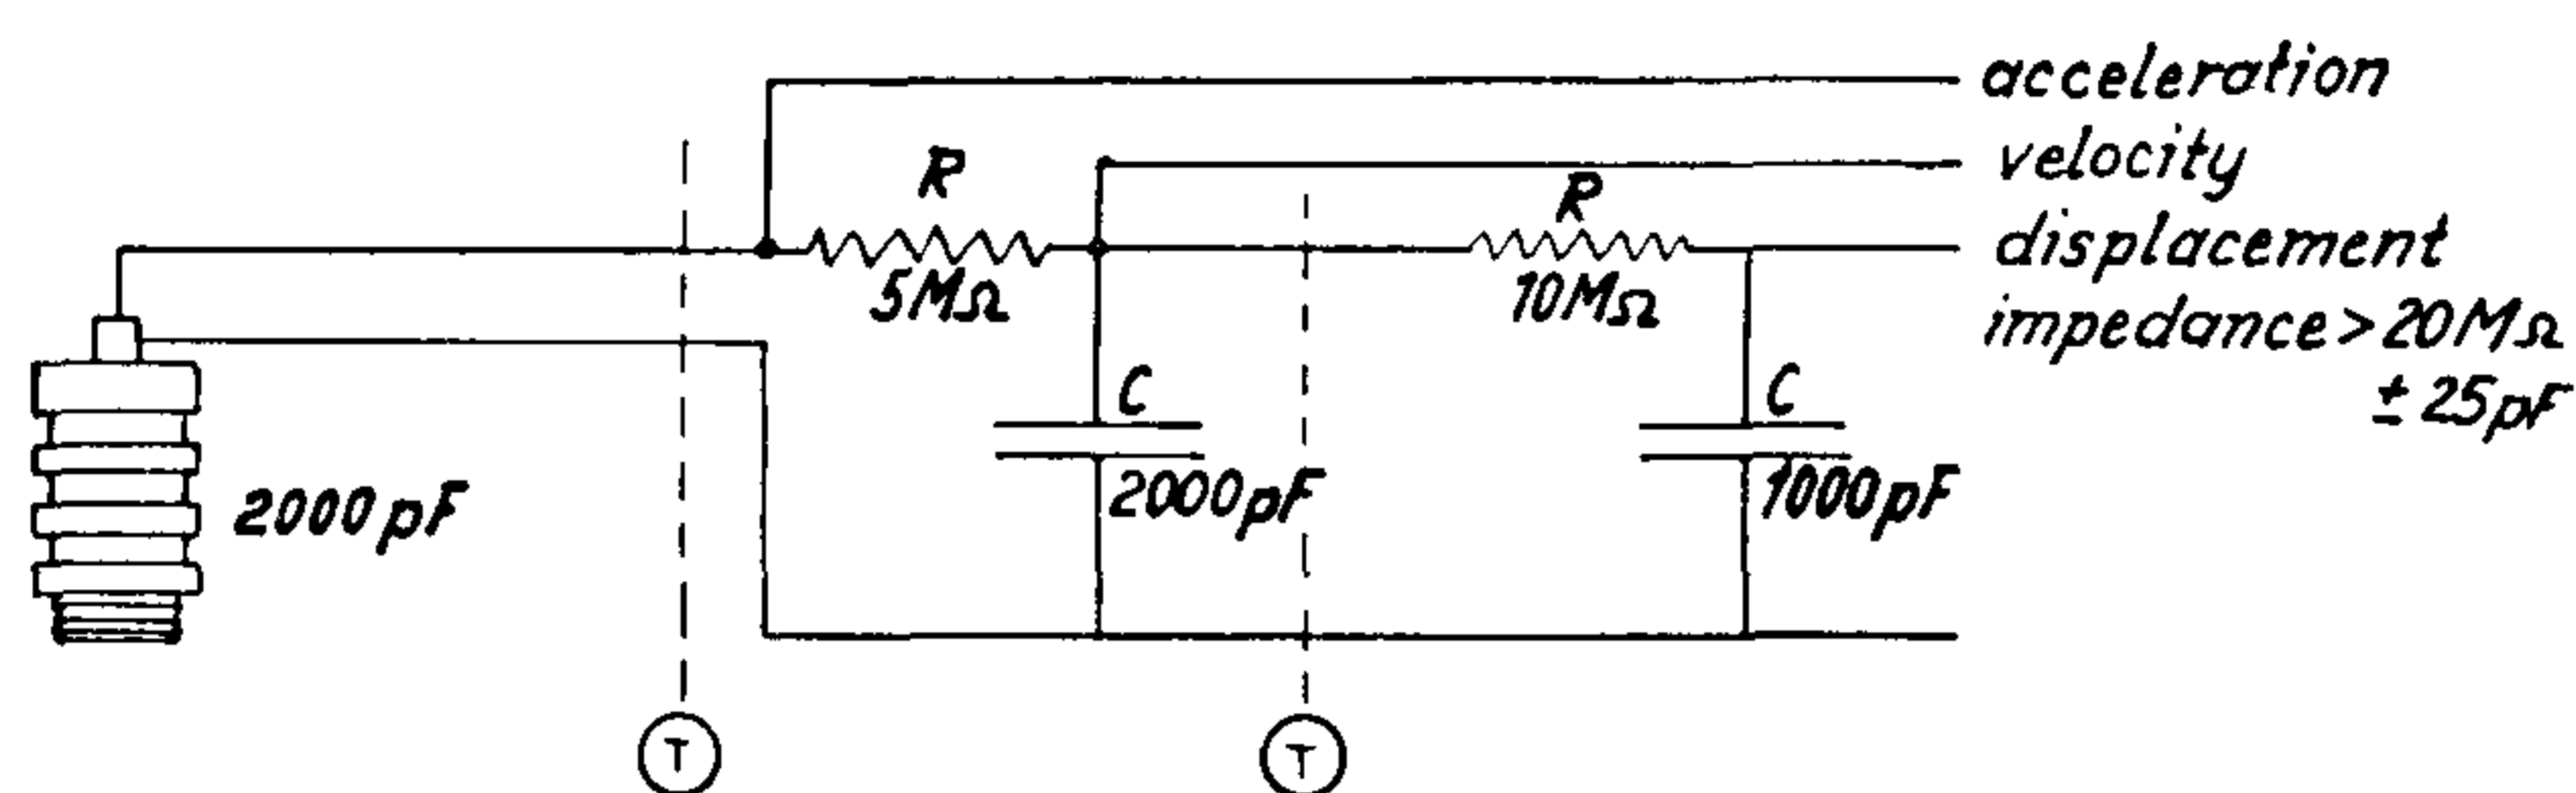 acceleration
velocity
displacement
impedance > 20MΩ
± 25pF
R
5MΩ
R
10MΩ
C
2000pF
C
1000pF
2000pF
T
T